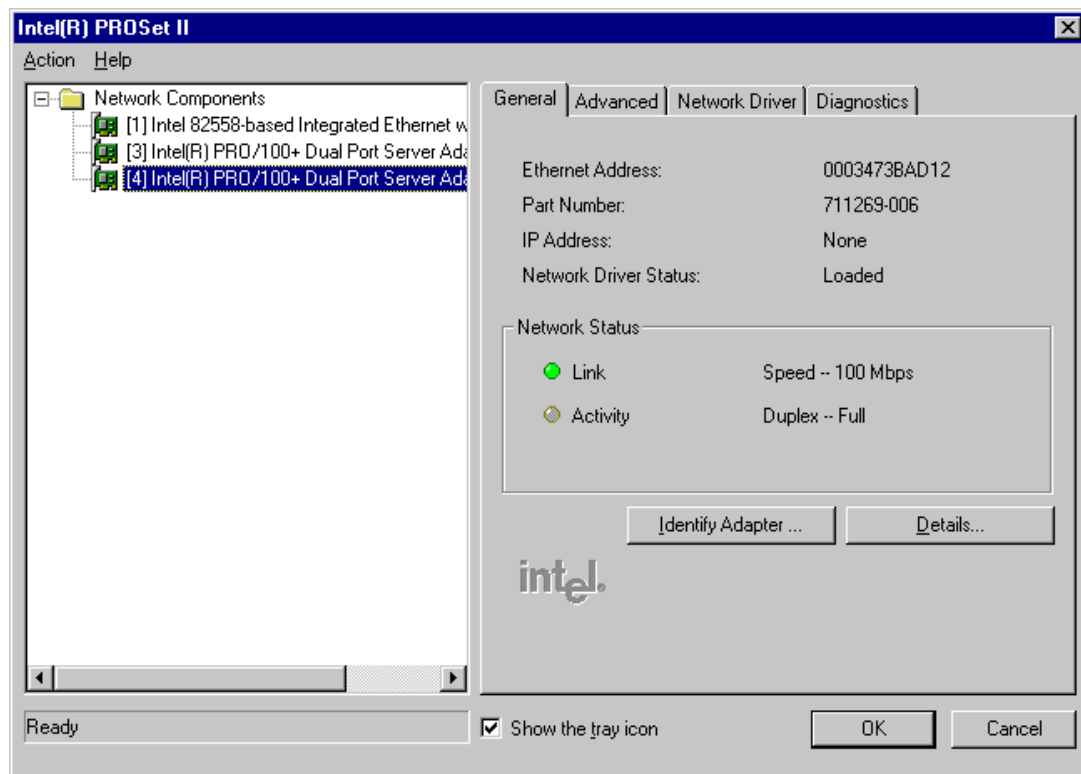 Intel(R) PROSet II
Action Help
Network Components
[1] Intel 82558-based Integrated Ethernet w
[3] Intel(R) PRO/100+ Dual Port Server Ada
[4] Intel(R) PRO/100+ Dual Port Server Ada
General Advanced Network Driver Diagnostics
Ethernet Address: 0003473BAD12
Part Number: 711269-006
IP Address: None
Network Driver Status: Loaded
Network Status
Link Speed -- 100 Mbps
Activity Duplex -- Full
Identify Adapter ... Details...
intel.
Ready
Show the tray icon
OK Cancel